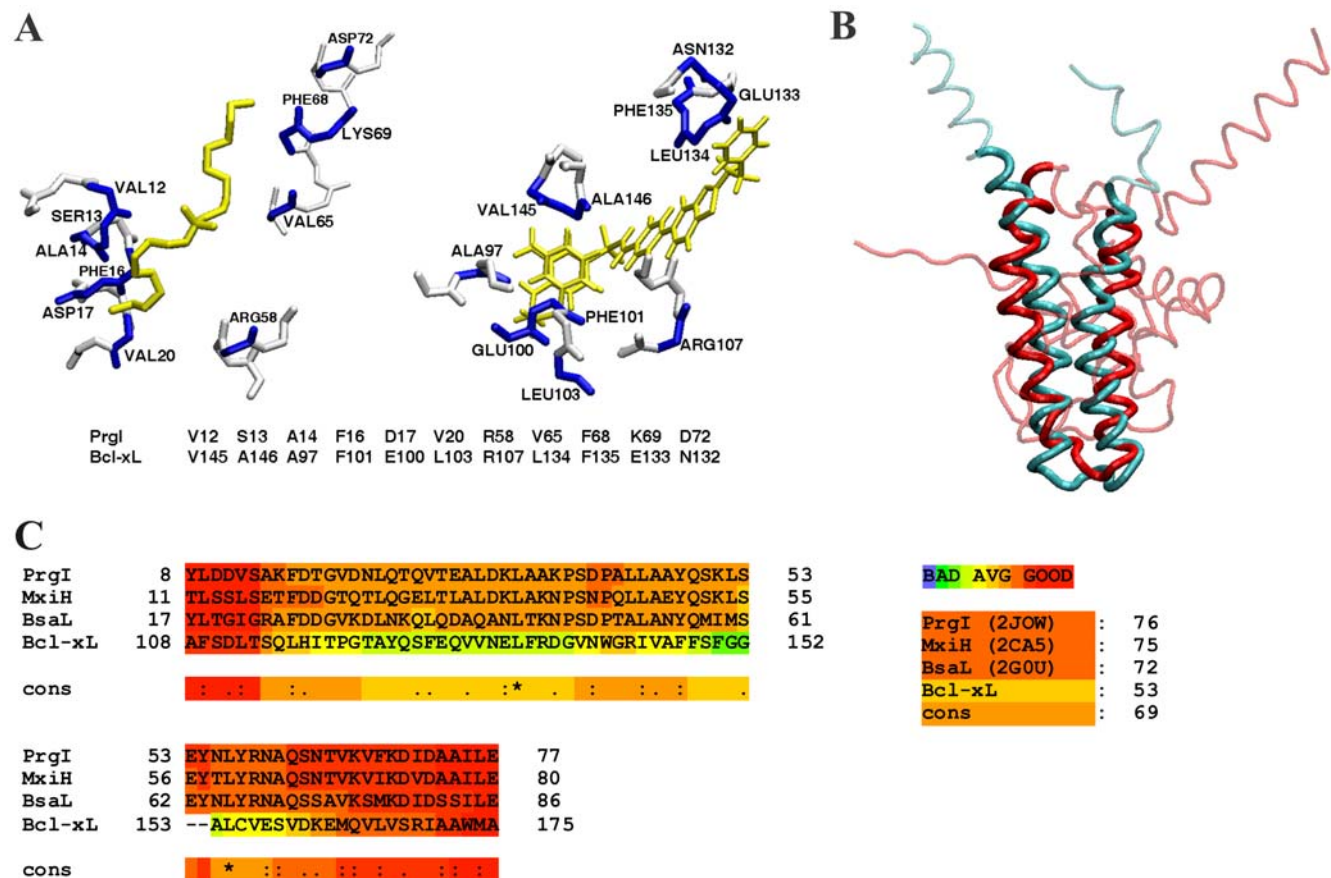 A
B
ASP72
PHE68
LYS69
VAL12
SER13
ALA14
VAL65
PHE16
ASP17
ARG58
VAL20
ASN132
GLU133
PHE135
LEU134
ALA146
VAL145
ALA97
PHE101
GLU100
ARG107
LEU103
PrgI V12 S13 A14 F16 D17 V20 R58 V65 F68 K69 D72
Bcl-xL V145 A146 A97 F101 E100 L103 R107 L134 F135 E133 N132
C
PrgI 8 YLDDVSAKFDTGVDNLQTQVTEALDKLAAKPSDPALLAAYQSKLS 53
MxiH 11 TLSSLSETFDDGTQTLQGELTLALDKLAKNPSNPQLLAEYQSKLS 55
BsaL 17 YLTGIGRAFDDGVKDLNKQLQDAQANLTKNPSDPTALANYQMIMS 61
Bcl-xL 108 AFSDLTSQLHITPGTAYQSFEQVVNELFRDGVNWGRIVAFFSFGG 152
cons : .: :. .. . :* . : :. .: .
BAD AVG GOOD
PrgI (2JOW) : 76
MxiH (2CA5) : 75
BsaL (2G0U) : 72
Bcl-xL : 53
cons : 69
PrgI 53 EYNLYRNAQSNTVKVFKDIDAAILE 77
MxiH 56 EYTLYRNAQSNTVKVIKDVDAAILE 80
BsaL 62 EYNLYRNAQSSAVKSMKDIDSSILE 86
Bcl-xL 153 --ALCVESVDKEMQVLVSRIAAWMA 175
cons * :: .. :: : .: :